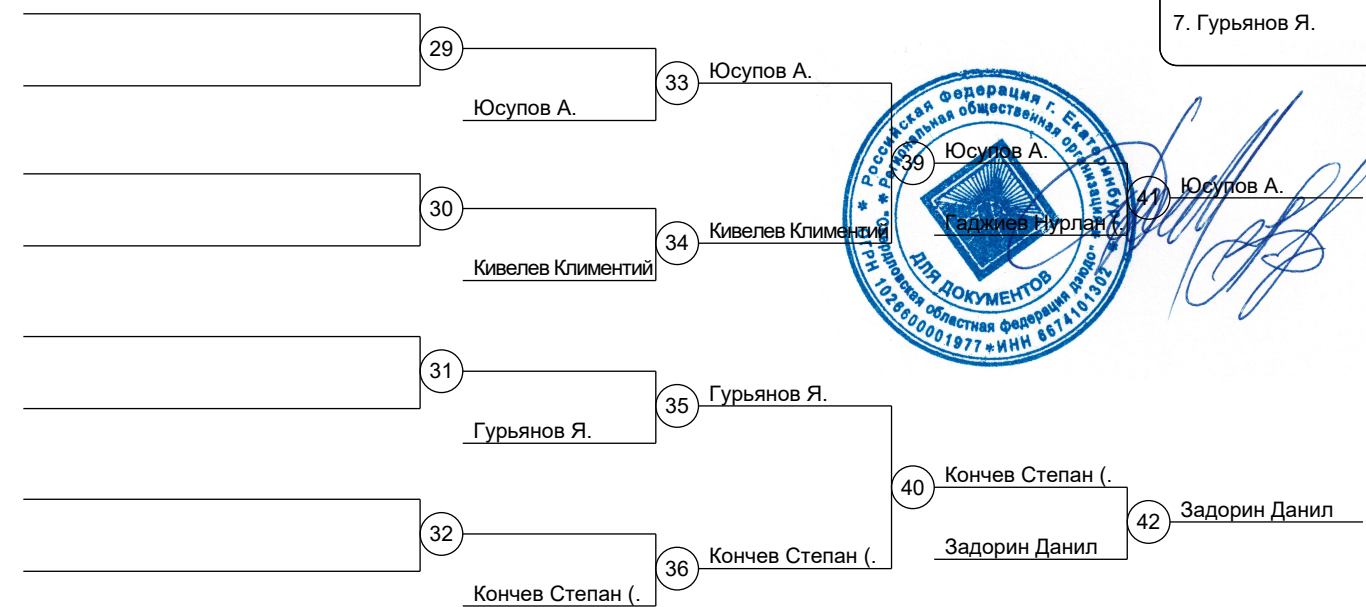 7. Гурьянов Я.
29
33
Юсупов А.
Юсупов А.
39
Юсупов А.
30
41
Юсупов А.
34
Кивелев Климентий
Гаджиев Нурлан (.
Кивелев Климентий
31
35
Гурьянов Я.
Гурьянов Я.
40
Кончев Степан (.
32
42
Задорин Данил
36
Кончев Степан (.
Задорин Данил
Кончев Степан (.
Российская Федерация г. Екатеринбург
Региональная общественная организация
"Свердловская областная федерация дзюдо"
ОГРН 1026600001977 * ИНН 6674101302
ДЛЯ ДОКУМЕНТОВ